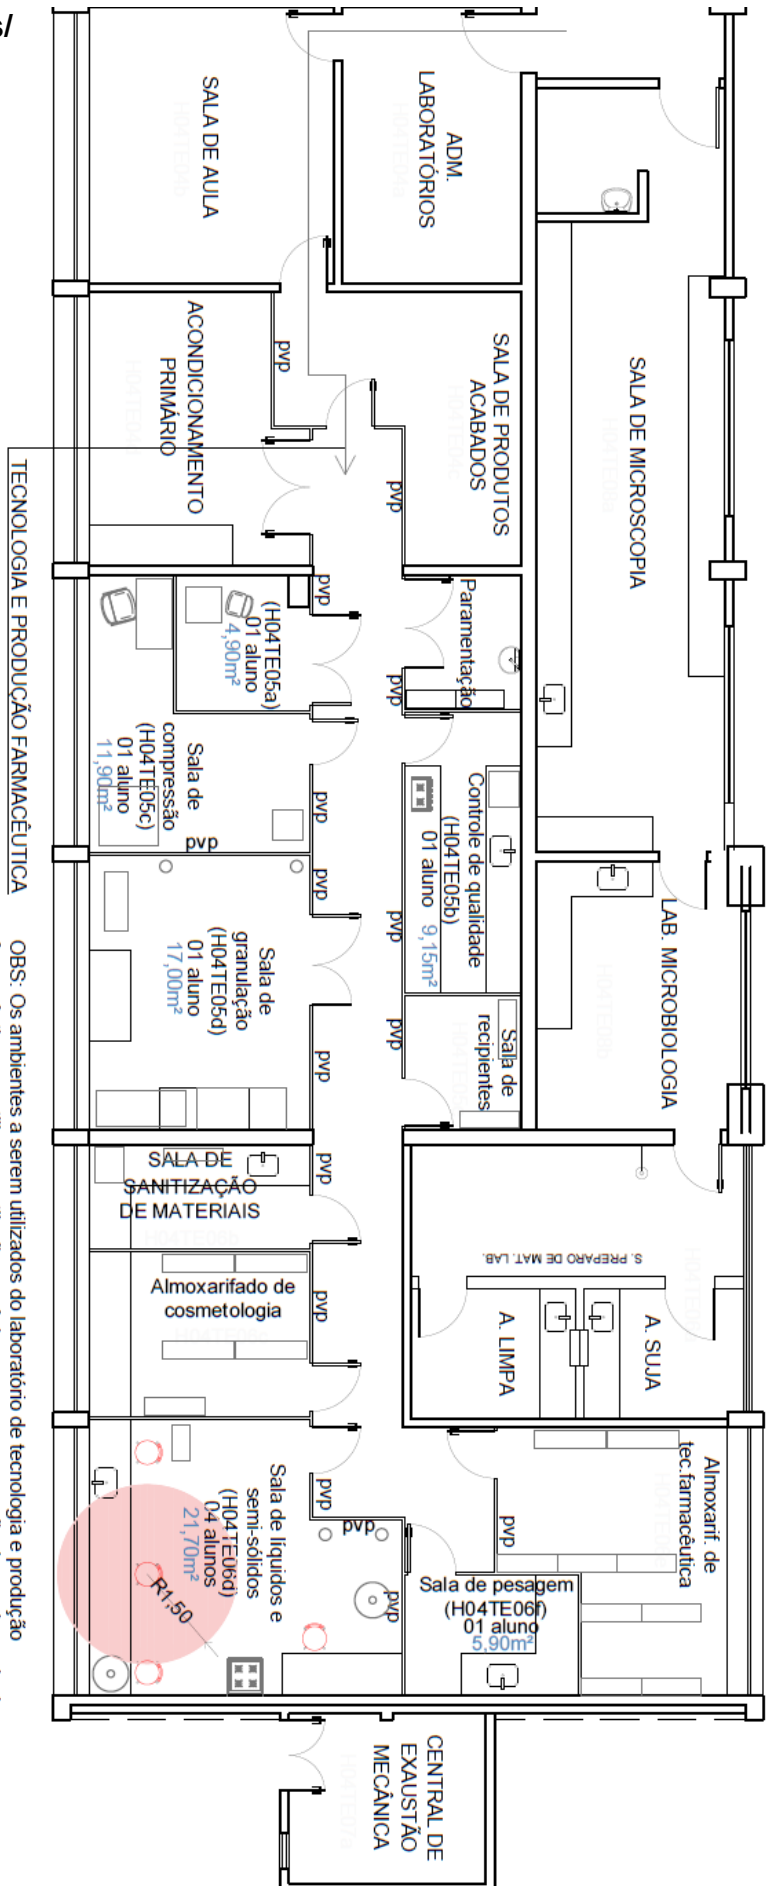 s/
SALA DE AULA
ADM.
LABORATÓRIOS
ACONDICIONAMENTO
PRIMÁRIO
pvp
SALA DE PRODUTOS
ACABADOS
pvp
SALA DE MICROSCOPIA
TECNOLOGIA E PRODUÇÃO FARMACÊUTICA
pvp
(H04TE05a)
01 aluno
4,90m²
Paramentação
pvp
Sala de
compressão
(H04TE05c)
01 aluno
11,90m²
pvp
pvp
Controle de qualidade
(H04TE05b)
01 aluno 9,15m²
pvp
pvp
Sala de
granulação
(H04TE05d)
01 aluno
17,00m²
pvp
pvp
Sala de
recipientes
LAB. MICROBIOLOGIA
pvp
SALA DE
SANITIZAÇÃO
DE MATERIAIS
Almoxarifado de
cosmetologia
pvp
S. PREPARO DE MAT. LAB.
A. LIMPA
A. SUJA
Sala de líquidos e
semi-sólidos
(H04TE06d)
04 alunos
21,70m²
R1,50
pvp
pvp
pvp
pvp
Almoxarif. de
tec.farmacêutica
Sala de pesagem
(H04TE06f)
01 aluno
5,90m²
CENTRAL DE
EXAUSTÃO
MECÂNICA
OBS: Os ambientes a serem utilizados do laboratório de tecnologia e produção